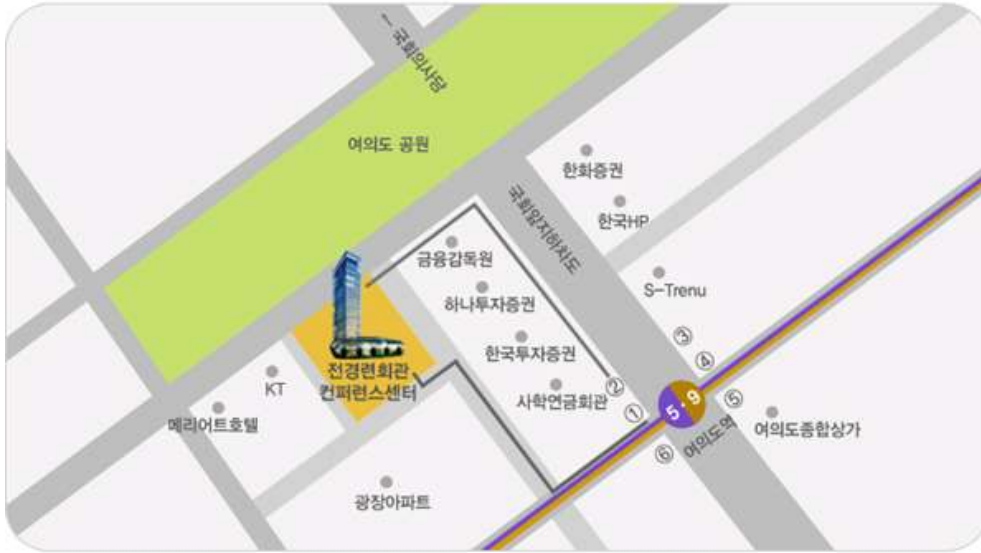 ← 국회의사당
여의도 공원
한화증권
한국HP
국회앞지하차도
금융감독원
S-Trenu
하나투자증권
한국투자증권
③
④
전경련회관
컨퍼런스센터
KT
사학연금회관
②
①
5·9
⑤
메리어트호텔
여의도역
여의도종합상가
⑥
광장아파트